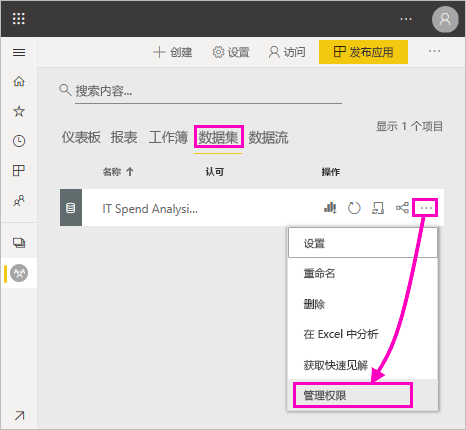 创建 设置 访问 发布应用
搜索内容...
显示 1 个项目
仪表板 报表 工作簿 数据集 数据流
名称 认可 操作
IT Spend Analysi...
设置
重命名
删除
在 Excel 中分析
获取快速见解
管理权限